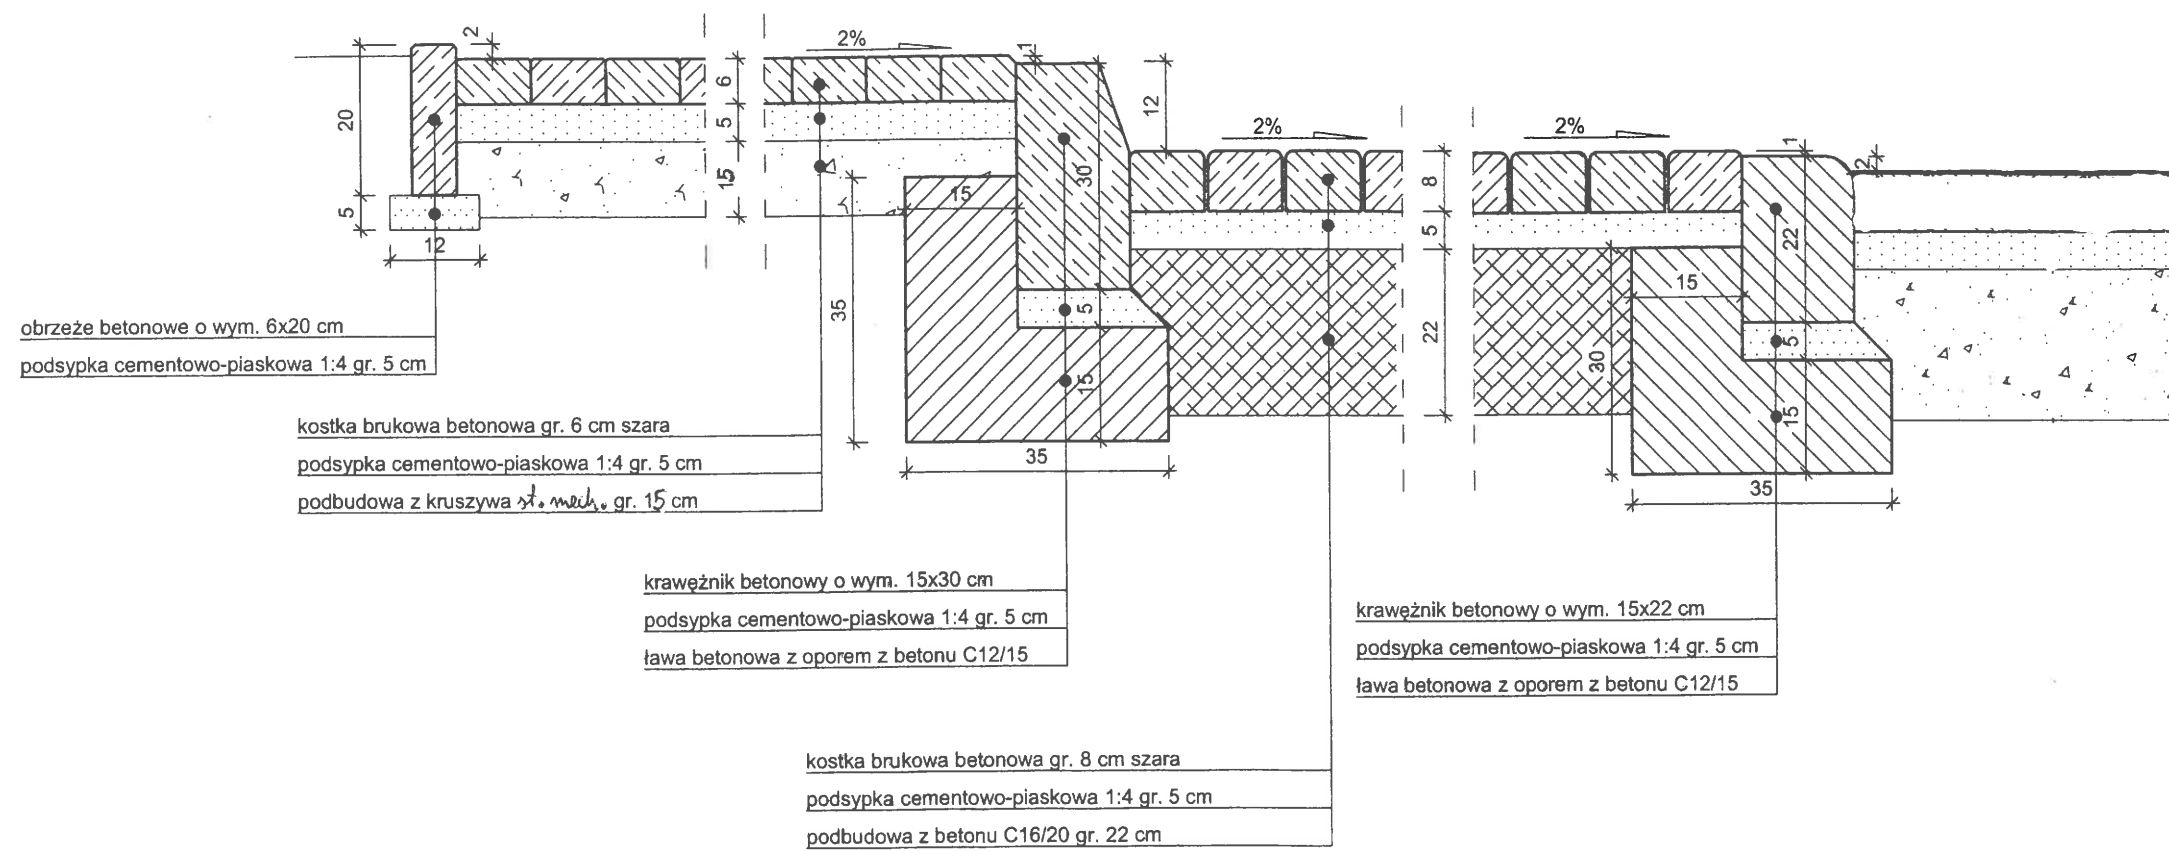 2
2%
1
6
20
5
12
2%
2%
1
2
15
30
8
15
5
5
22
12
15
35
5
22
15
30
5
15
35
15
35
obrzeże betonowe o wym. 6x20 cm
podsypka cementowo-piaskowa 1:4 gr. 5 cm
kostka brukowa betonowa gr. 6 cm szara
podsypka cementowo-piaskowa 1:4 gr. 5 cm
podbudowa z kruszywa st. mech. gr. 15 cm
krawężnik betonowy o wym. 15x30 cm
podsypka cementowo-piaskowa 1:4 gr. 5 cm
ława betonowa z oporem z betonu C12/15
krawężnik betonowy o wym. 15x22 cm
podsypka cementowo-piaskowa 1:4 gr. 5 cm
ława betonowa z oporem z betonu C12/15
kostka brukowa betonowa gr. 8 cm szara
podsypka cementowo-piaskowa 1:4 gr. 5 cm
podbudowa z betonu C16/20 gr. 22 cm